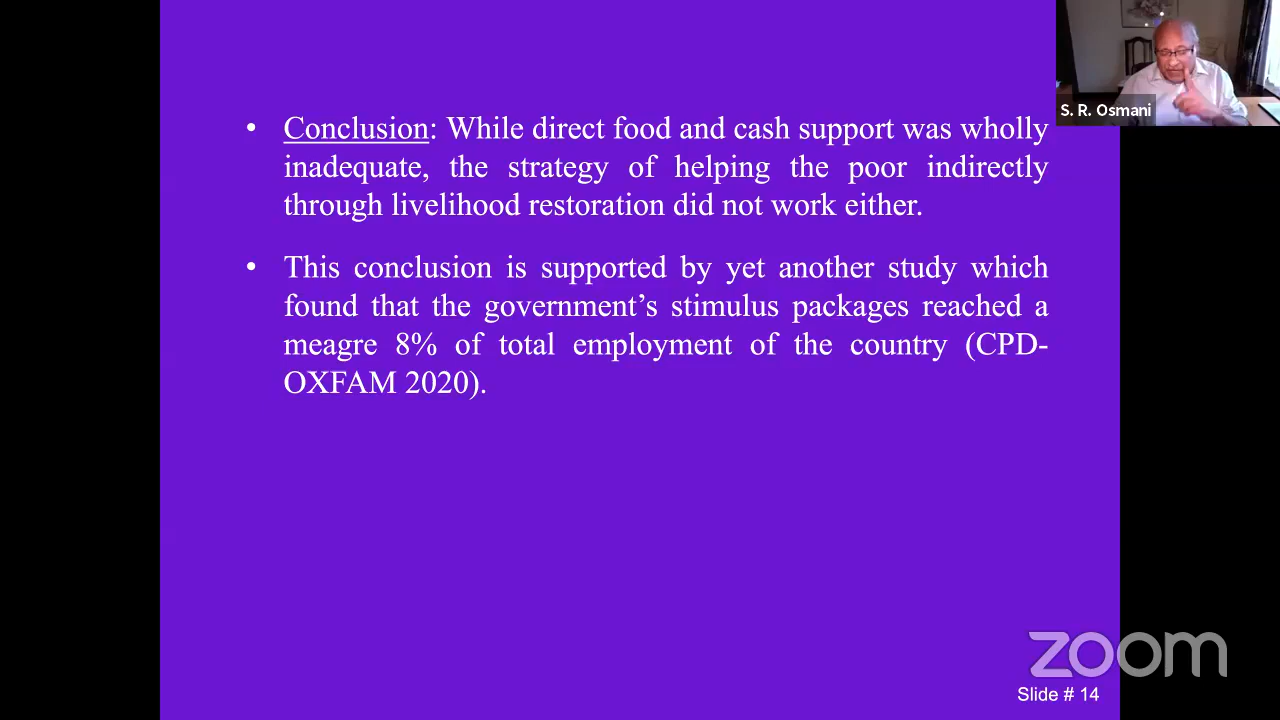 S. R. Osmani
• Conclusion: While direct food and cash support was wholly
inadequate, the strategy of helping the poor indirectly
through livelihood restoration did not work either.
• This conclusion is supported by yet another study which
found that the government’s stimulus packages reached a
meagre 8% of total employment of the country (CPD-
OXFAM 2020).
zoom
Slide # 14